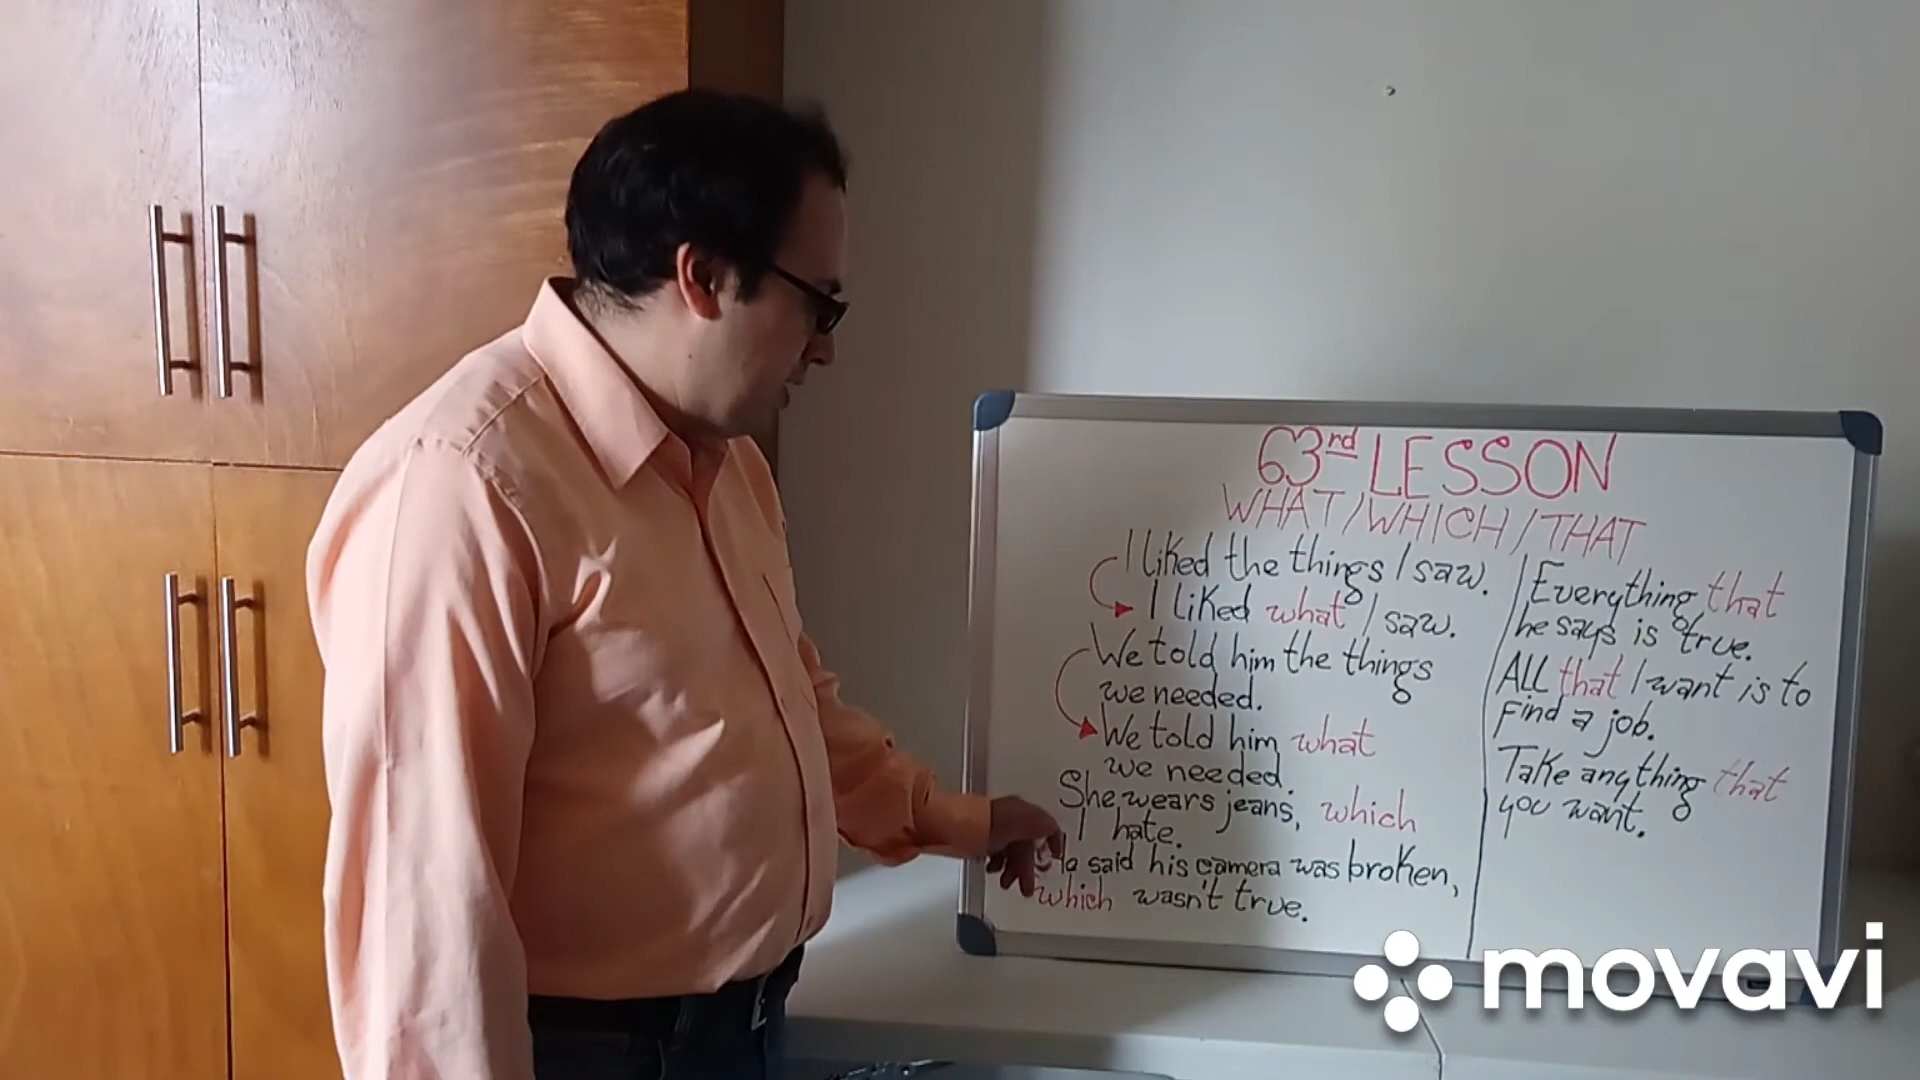 63rd LESSON
WHAT/WHICH/THAT
I liked the things I saw.
I liked what I saw.
We told him the things
we needed.
We told him what
we needed.
She wears jeans, which
I hate.
said his camera was broken,
which wasn't true.
Everything that
he says is true.
ALL that I want is to
find a job.
Take anything that
you want.
movavi